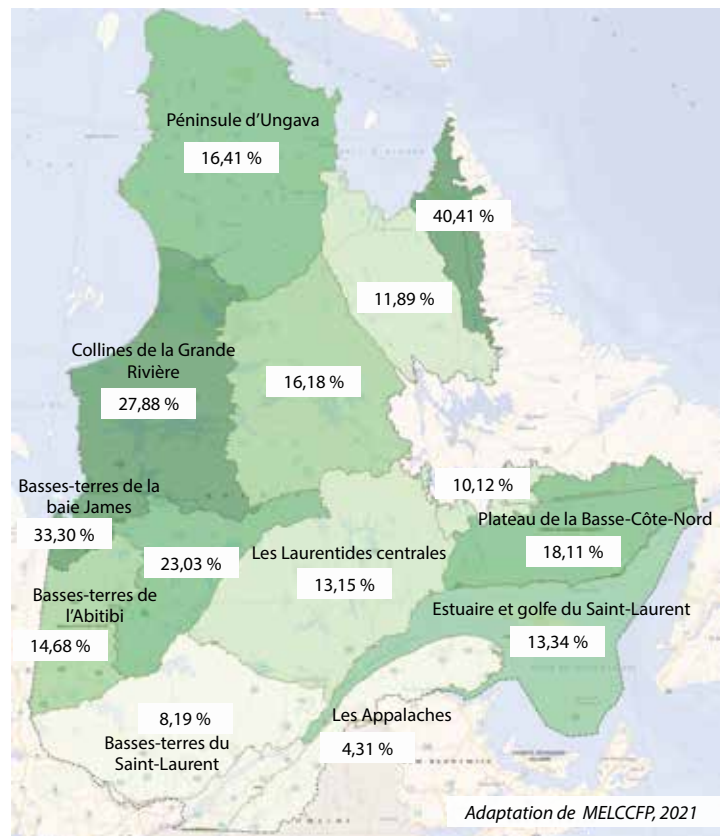 Péninsule d'Ungava
16,41 %
40,41 %
11,89 %
Collines de la Grande
Rivière
27,88 %
16,18 %
Basses-terres de la
baie James
33,30 %
10,12 %
Plateau de la Basse-Côte-Nord
18,11 %
23,03 %
Les Laurentides centrales
13,15 %
Basses-terres de
l'Abitibi
14,68 %
Estuaire et golfe du Saint-Laurent
13,34 %
8,19 %
Basses-terres du
Saint-Laurent
Les Appalaches
4,31 %
Adaptation de MELCCFP, 2021